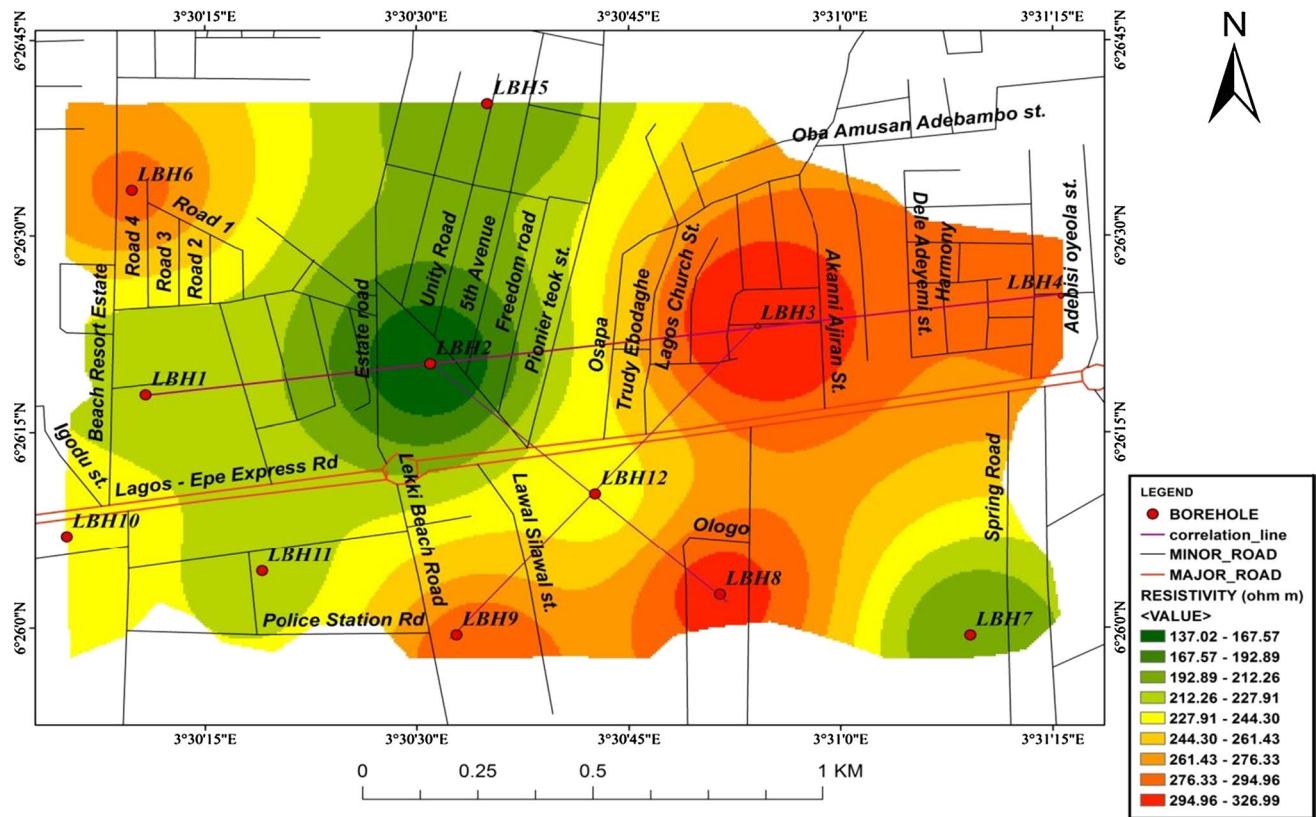 3°30'15"E 3°30'30"E 3°30'45"E 3°31'0"E 3°31'15"E
N
6°26'45"N
6°26'45"N
LBH5
Oba Amusan Adebambo st.
LBH6
Road 1
Road 4
Road 3
Road 2
6°26'30"N
6°26'30"N
Unity Road
5th Avenue
Freedom road
Pionier teok st.
Osapa
Trudy Ebodaghe
Lagos Church St.
Akanni Ajiran St.
Dele Adeyemi st.
Harmony
Adebisi oyeola st.
Beach Resort Estate
Estate road
LBH4
LBH3
LBH2
LBH1
6°26'15"N
6°26'15"N
Igodu st.
Lagos - Epe Express Rd
Lekki Beach Road
Lawal Silawal st.
LBH12
Spring Road
LBH10
Ologo
LBH11
LBH8
Police Station Rd
LBH9
LBH7
6°26'0"N
6°26'0"N
3°30'15"E 3°30'30"E 3°30'45"E 3°31'0"E 3°31'15"E
0 0.25 0.5 1 KM
LEGEND
BOREHOLE
correlation_line
MINOR_ROAD
MAJOR_ROAD
RESISTIVITY (ohm m)
<VALUE>
137.02 - 167.57
167.57 - 192.89
192.89 - 212.26
212.26 - 227.91
227.91 - 244.30
244.30 - 261.43
261.43 - 276.33
276.33 - 294.96
294.96 - 326.99